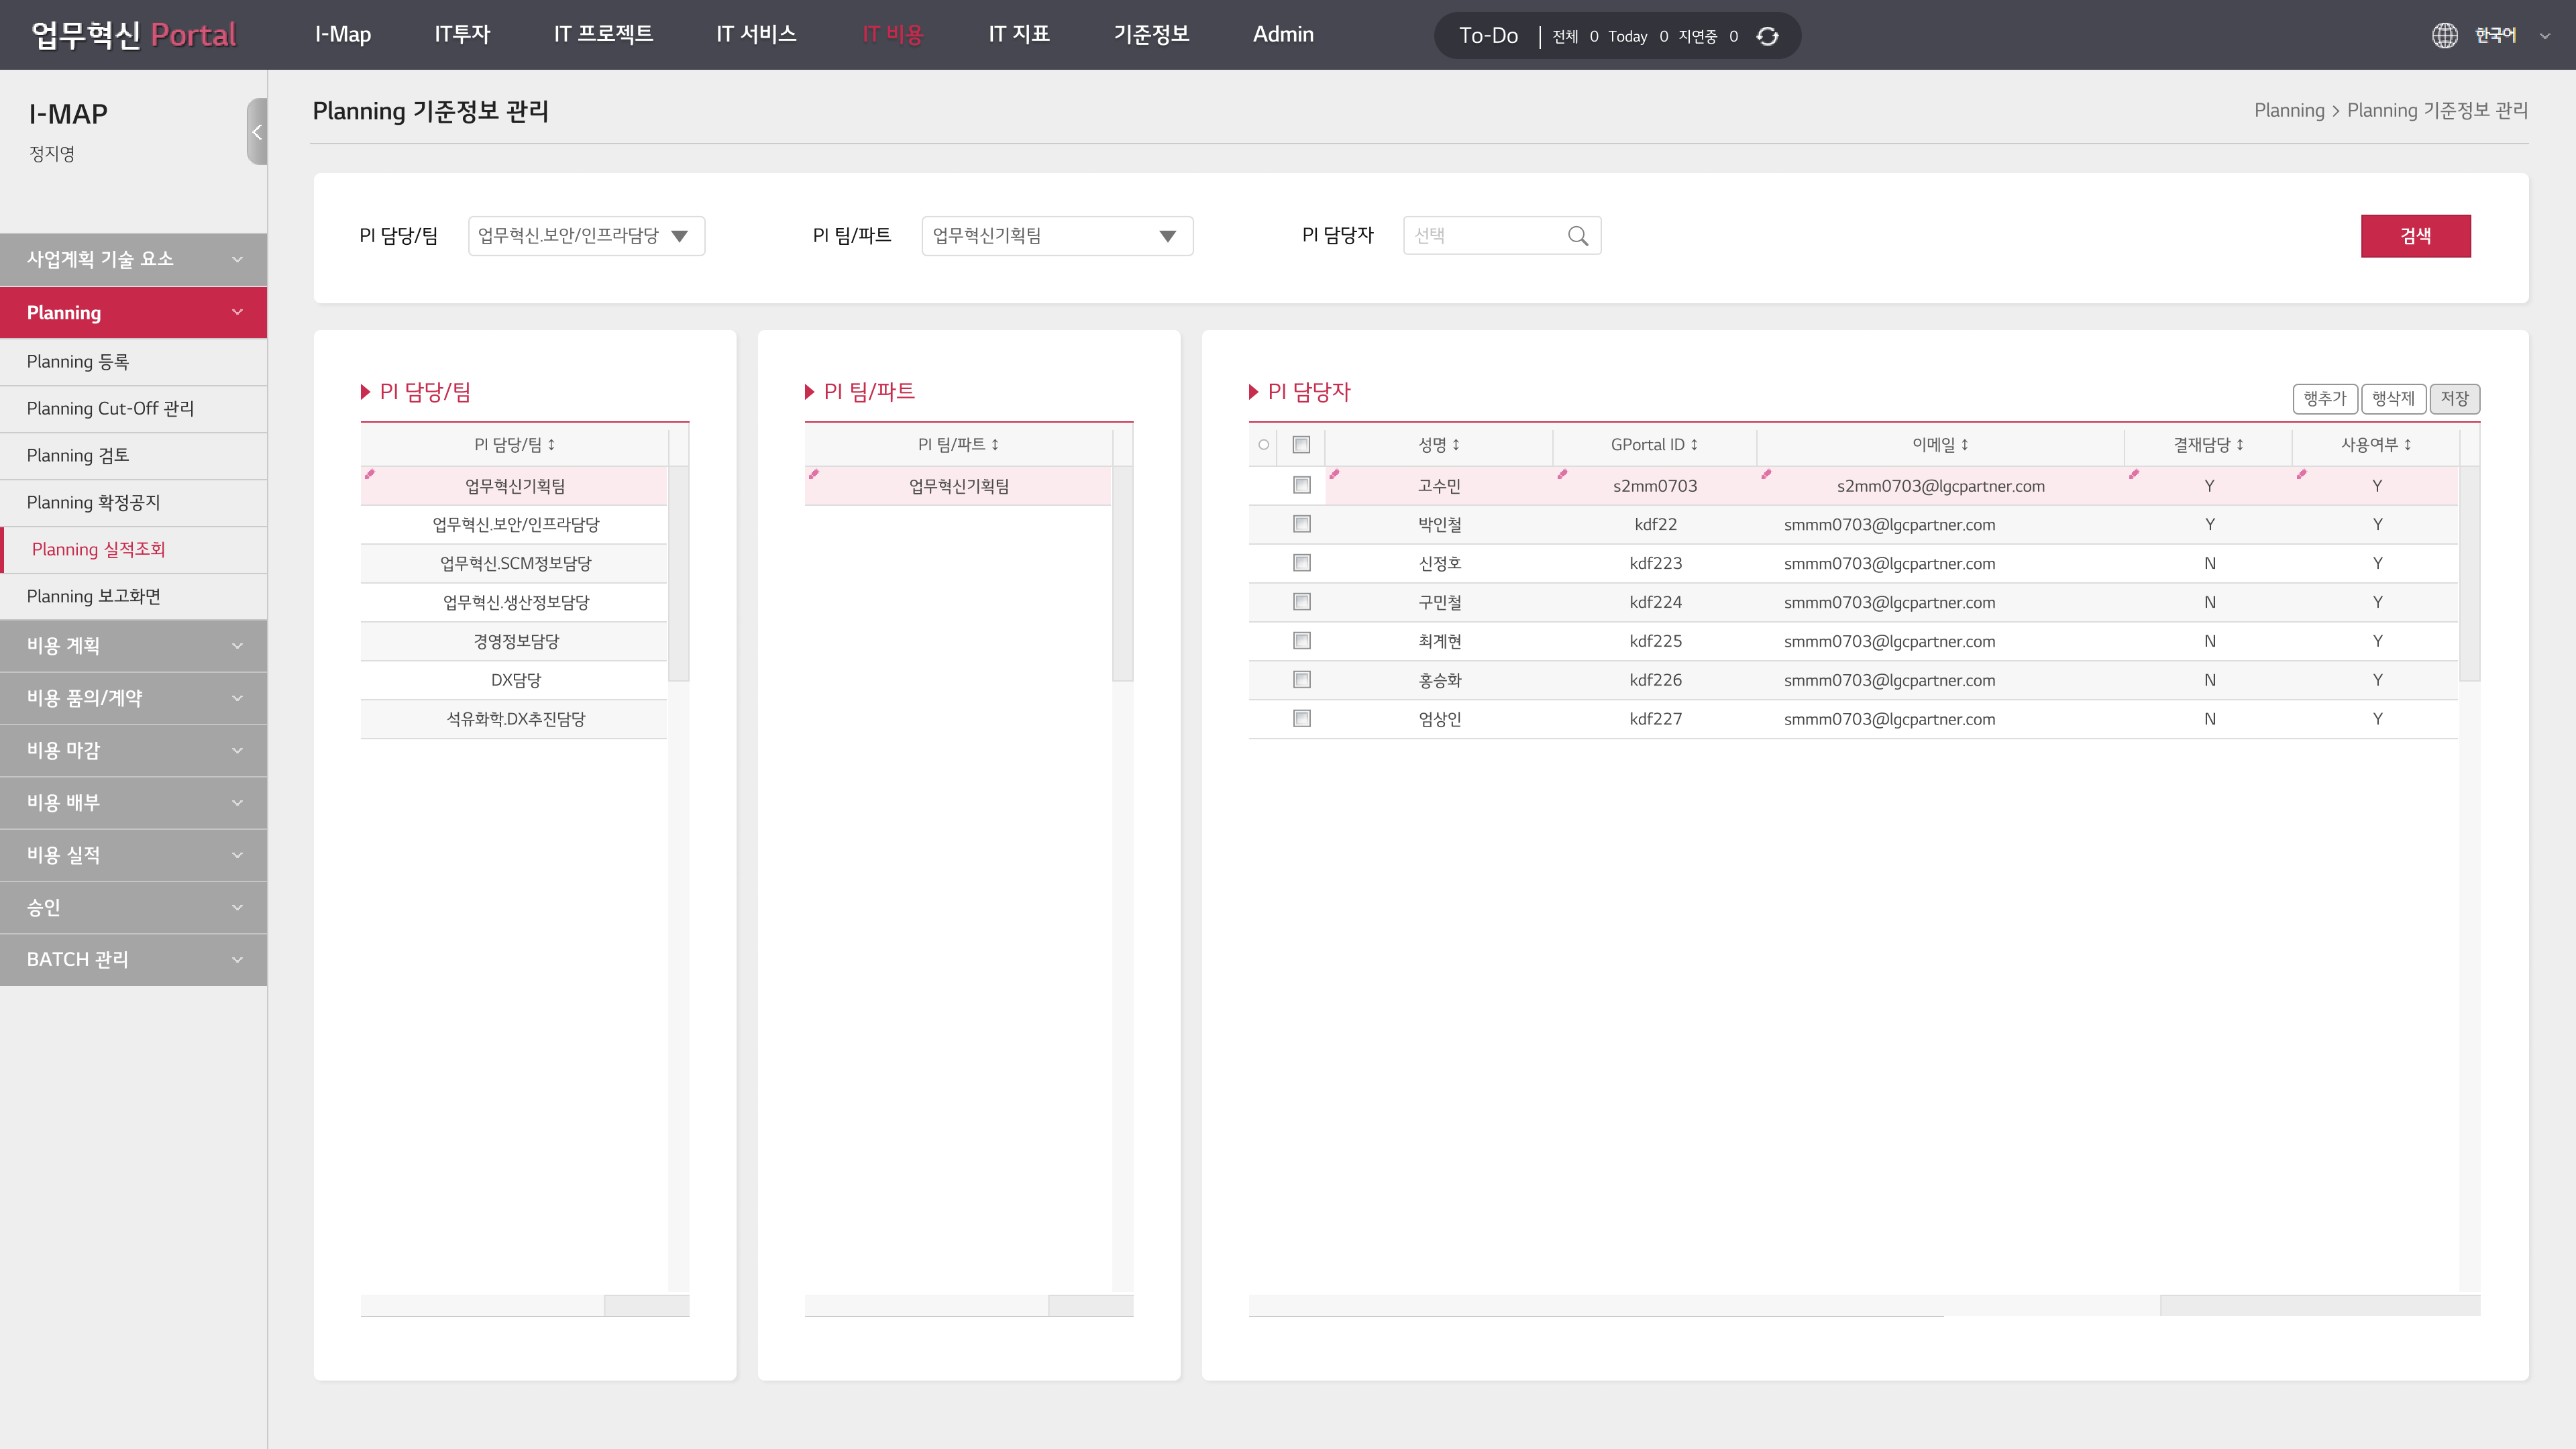 업무혁신 Portal
I-Map IT투자 IT 프로젝트 IT 서비스 IT 비용 IT 지표 기준정보 Admin
To-Do 전체 0 Today 0 지연중 0
한국어
I-MAP
정지영
사업계획 기술 요소
Planning
Planning 등록
Planning Cut-Off 관리
Planning 검토
Planning 확정공지
Planning 실적조회
Planning 보고화면
비용 계획
비용 품의/계약
비용 마감
비용 배부
비용 실적
승인
BATCH 관리
Planning 기준정보 관리
Planning > Planning 기준정보 관리
PI 담당/팀 업무혁신.보안/인프라담당 PI 팀/파트 업무혁신기획팀 PI 담당자 선택 검색
PI 담당/팀
PI 담당/팀
업무혁신기획팀
업무혁신.보안/인프라담당
업무혁신.SCM정보담당
업무혁신.생산정보담당
경영정보담당
DX담당
석유화학.DX추진담당
PI 팀/파트
PI 팀/파트
업무혁신기획팀
PI 담당자
행추가 행삭제 저장
성명 GPortal ID 이메일 결재담당 사용여부
고수민 s2mm0703 s2mm0703@lgcpartner.com Y Y
박인철 kdf22 smmm0703@lgcpartner.com Y Y
신정호 kdf223 smmm0703@lgcpartner.com N Y
구민철 kdf224 smmm0703@lgcpartner.com N Y
최계현 kdf225 smmm0703@lgcpartner.com N Y
홍승화 kdf226 smmm0703@lgcpartner.com N Y
엄상인 kdf227 smmm0703@lgcpartner.com N Y